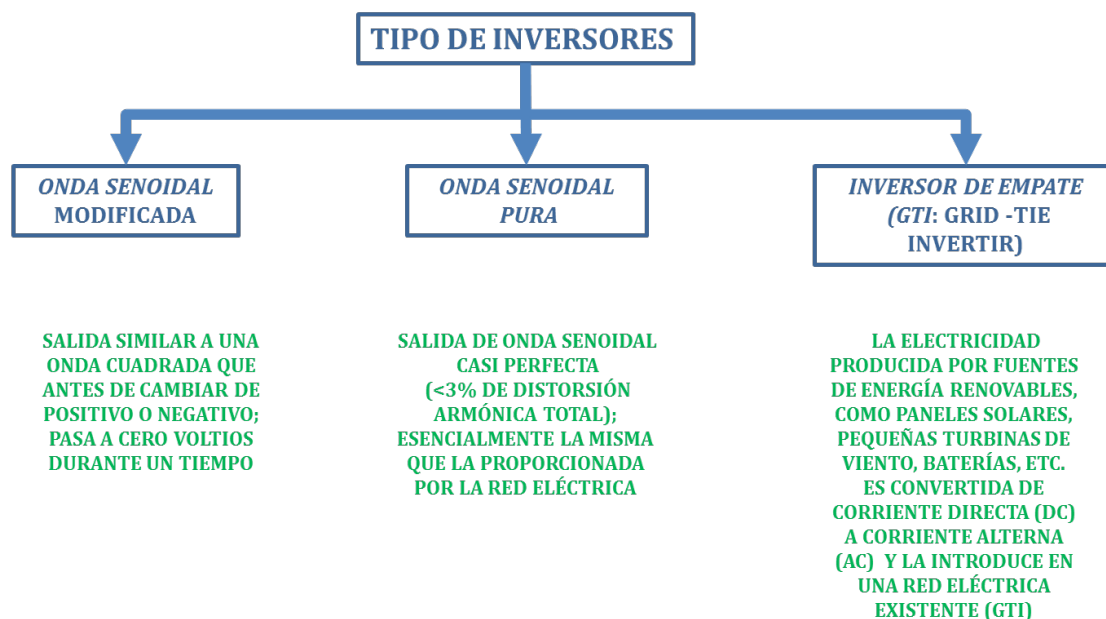 TIPO DE INVERSORES
ONDA SENOIDAL
MODIFICADA
ONDA SENOIDAL
PURA
INVERSOR DE EMPATE
(GTI: GRID -TIE
INVERTIR)
SALIDA SIMILAR A UNA
ONDA CUADRADA QUE
ANTES DE CAMBIAR DE
POSITIVO O NEGATIVO;
PASA A CERO VOLTIOS
DURANTE UN TIEMPO
SALIDA DE ONDA SENOIDAL
CASI PERFECTA
(<3% DE DISTORSIÓN
ARMÓNICA TOTAL);
ESENCIALMENTE LA MISMA
QUE LA PROPORCIONADA
POR LA RED ELÉCTRICA
LA ELECTRICIDAD
PRODUCIDA POR FUENTES
DE ENERGÍA RENOVABLES,
COMO PANELES SOLARES,
PEQUEÑAS TURBINAS DE
VIENTO, BATERÍAS, ETC.
ES CONVERTIDA DE
CORRIENTE DIRECTA (DC)
A CORRIENTE ALTERNA
(AC) Y LA INTRODUCE EN
UNA RED ELÉCTRICA
EXISTENTE (GTI)